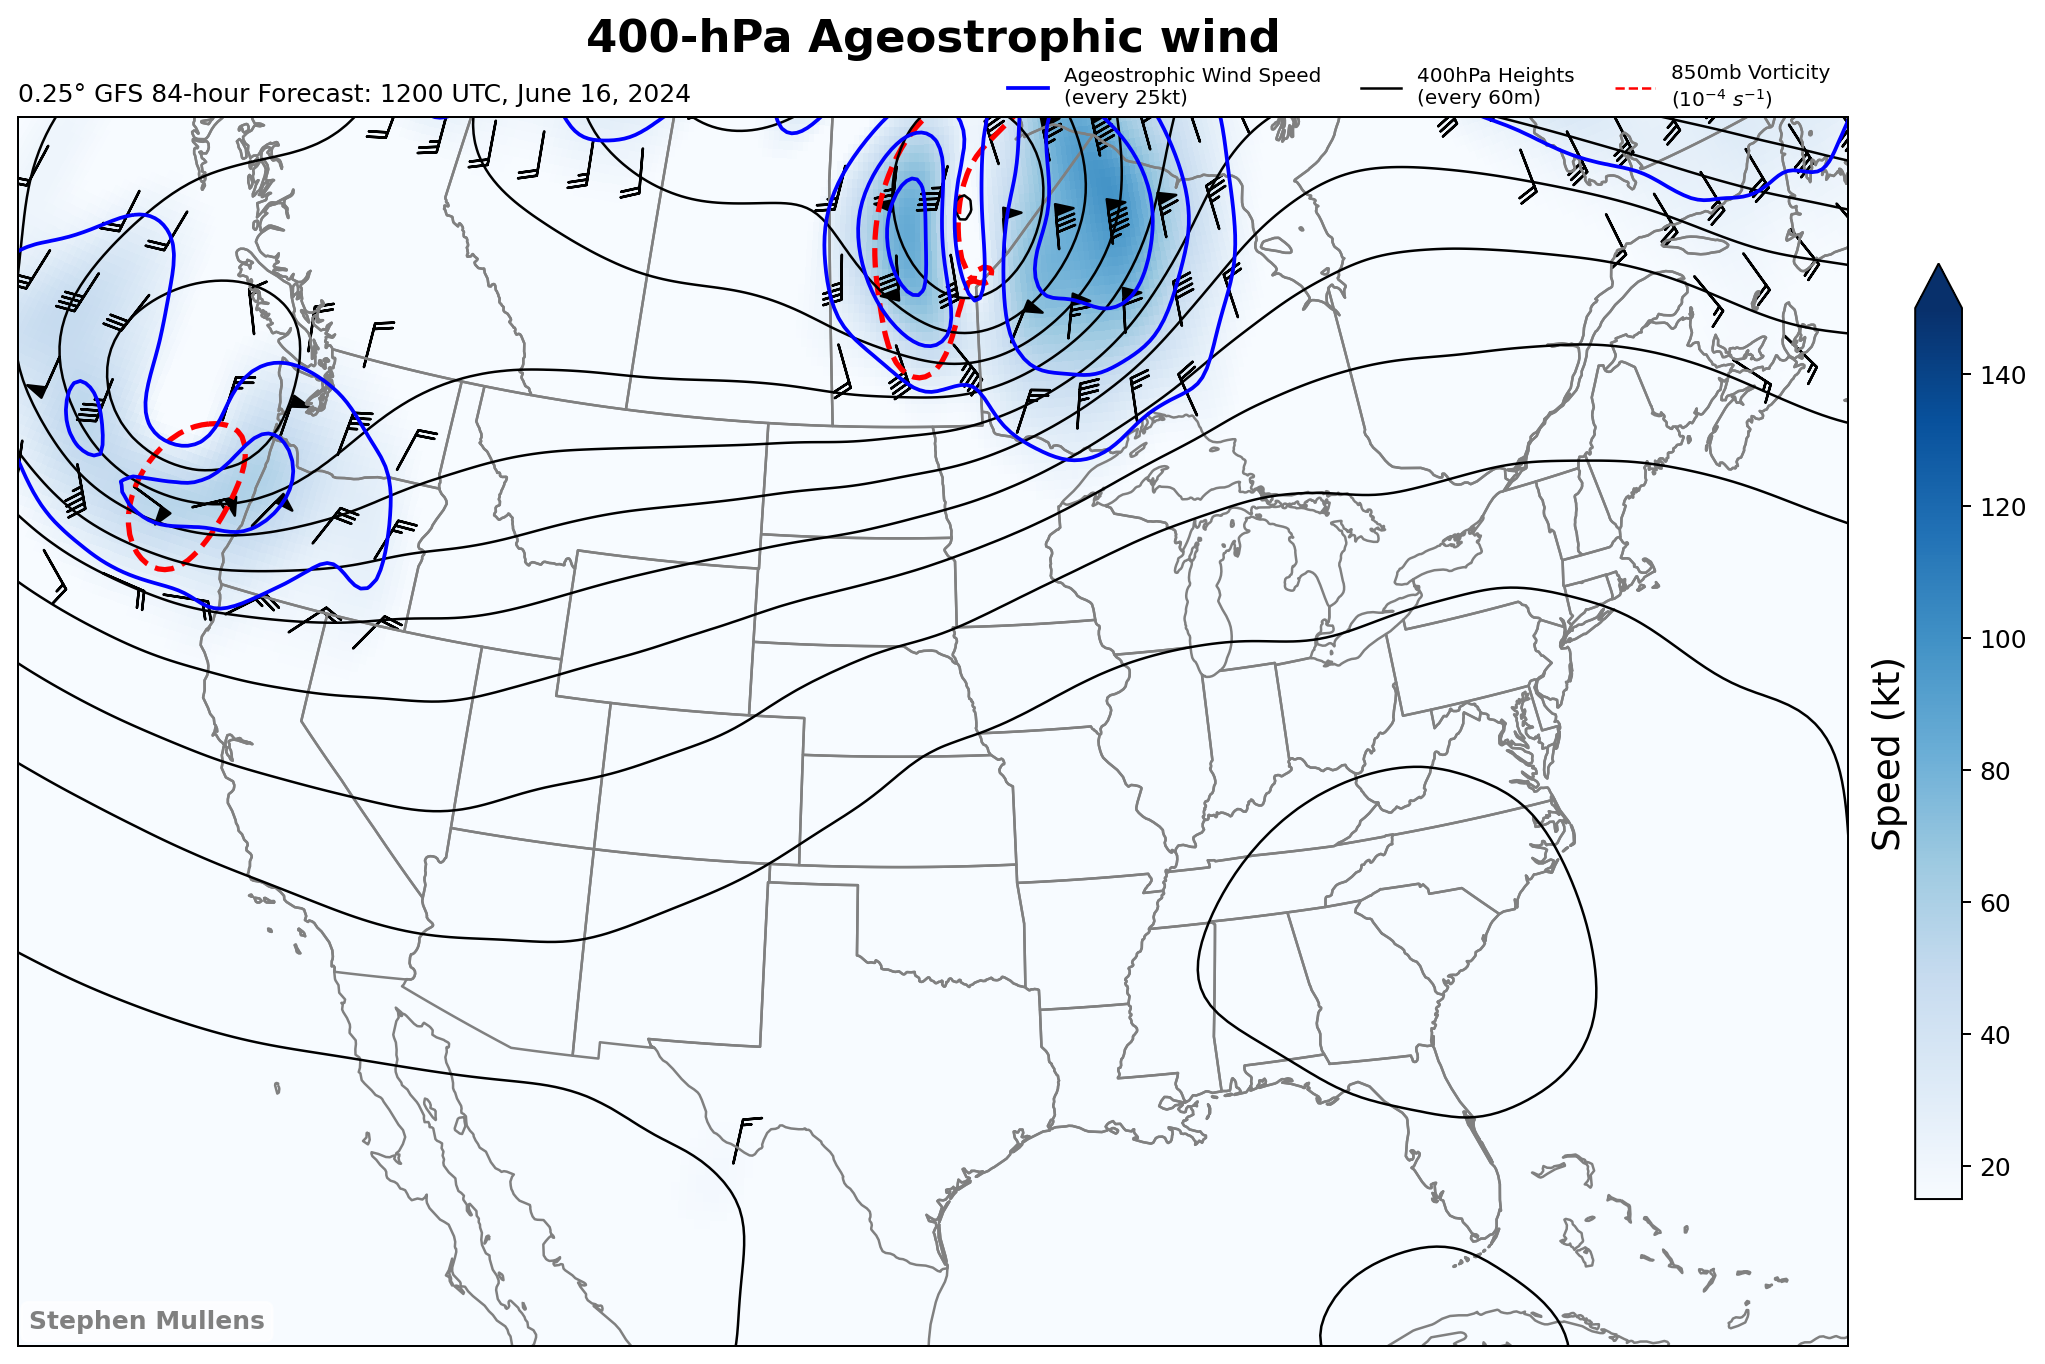 400-hPa Ageostrophic wind
0.25° GFS 84-hour Forecast: 1200 UTC, June 16, 2024
Ageostrophic Wind Speed
(every 25kt)
400hPa Heights
(every 60m)
850mb Vorticity
(10⁻⁴ s⁻¹)
140
120
100
80
60
40
20
Speed (kt)
Stephen Mullens